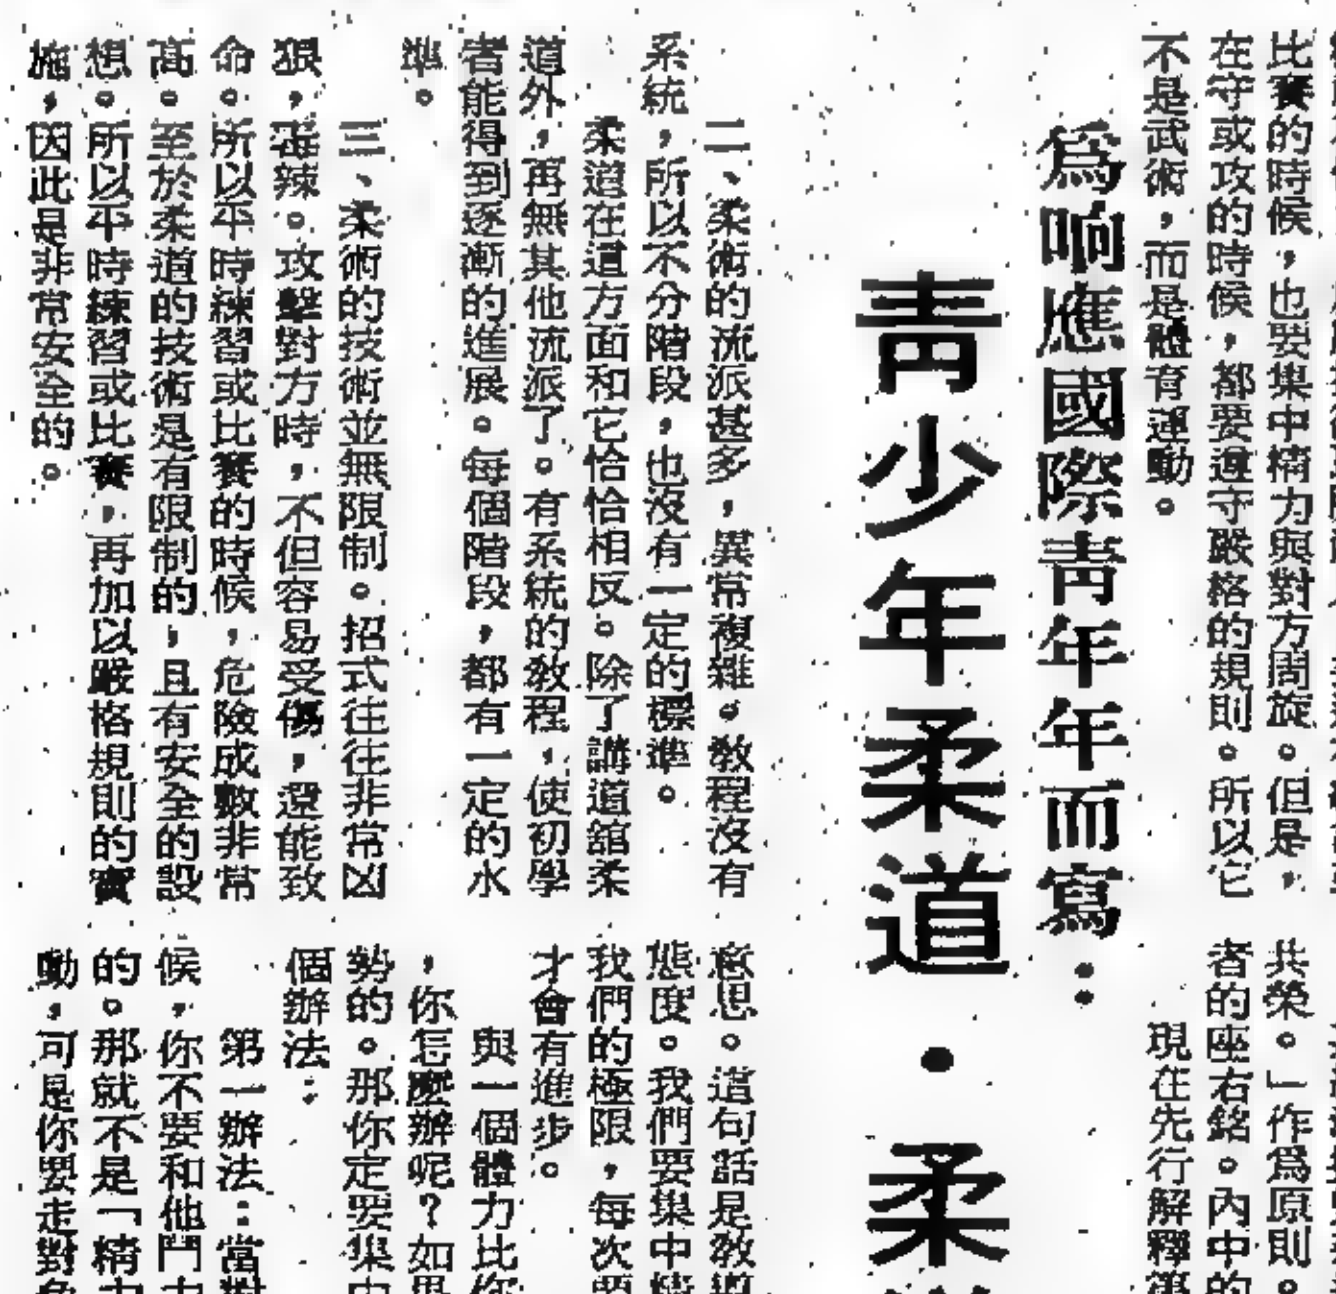 比賽的時候，也要集中精力與對方周旋。但是，
在守或攻的時候，都要遵守嚴格的規則。所以它
不是武術，而是體育運動。
爲响應國際靑年年而寫：
靑少年柔道·柔
二、柔術的流派甚多，異常複雜。敎程沒有
系統，所以不分階段，也沒有一定的標準。
柔道在這方面和它恰恰相反。除了講道舘柔
道外，再無其他流派了。有系統的敎程，使初學
者能得到逐漸的進展。每個階段，都有一定的水
準。
三、柔術的技術並無限制。招式往往非常凶
狠，毒辣。攻擊對方時，不但容易受傷，還能致
命。所以平時練習或比賽的時候，危險成數非常
高。至於柔道的技術是有限制的，且有安全的設
想。所以平時練習或比賽，再加以嚴格規則的實
施，因此是非常安全的。
共榮。」作爲原則。
者的座右銘。內中的
現在先行解釋第
意思。這句話是敎導
態度。我們要集中精
我們的極限，每次要
才會有進步。
與一個體力比你
，你怎麽辦呢？如果
勢的。那你定要集中
個辦法：
第一辦法：當對
候，你不要和他鬥力
的。那就不是「精力
動，可是你要走對角